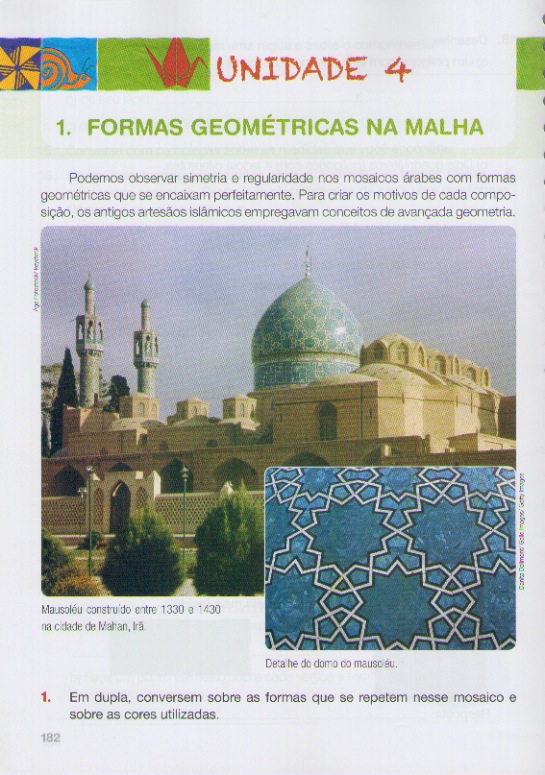 UNIDADE 4
1. FORMAS GEOMÉTRICAS NA MALHA
Podemos observar simetria e regularidade nos mosaicos árabes com formas
geométricas que se encaixam perfeitamente. Para criar os motivos de cada compo-
sição, os antigos artesãos islâmicos empregavam conceitos de avançada geometria.
Mausoléu construído entre 1330 e 1430
na cidade de Mahan, Irã.
Detalhe do domo do mausoléu.
1. Em dupla, conversem sobre as formas que se repetem nesse mosaico e
sobre as cores utilizadas.
182